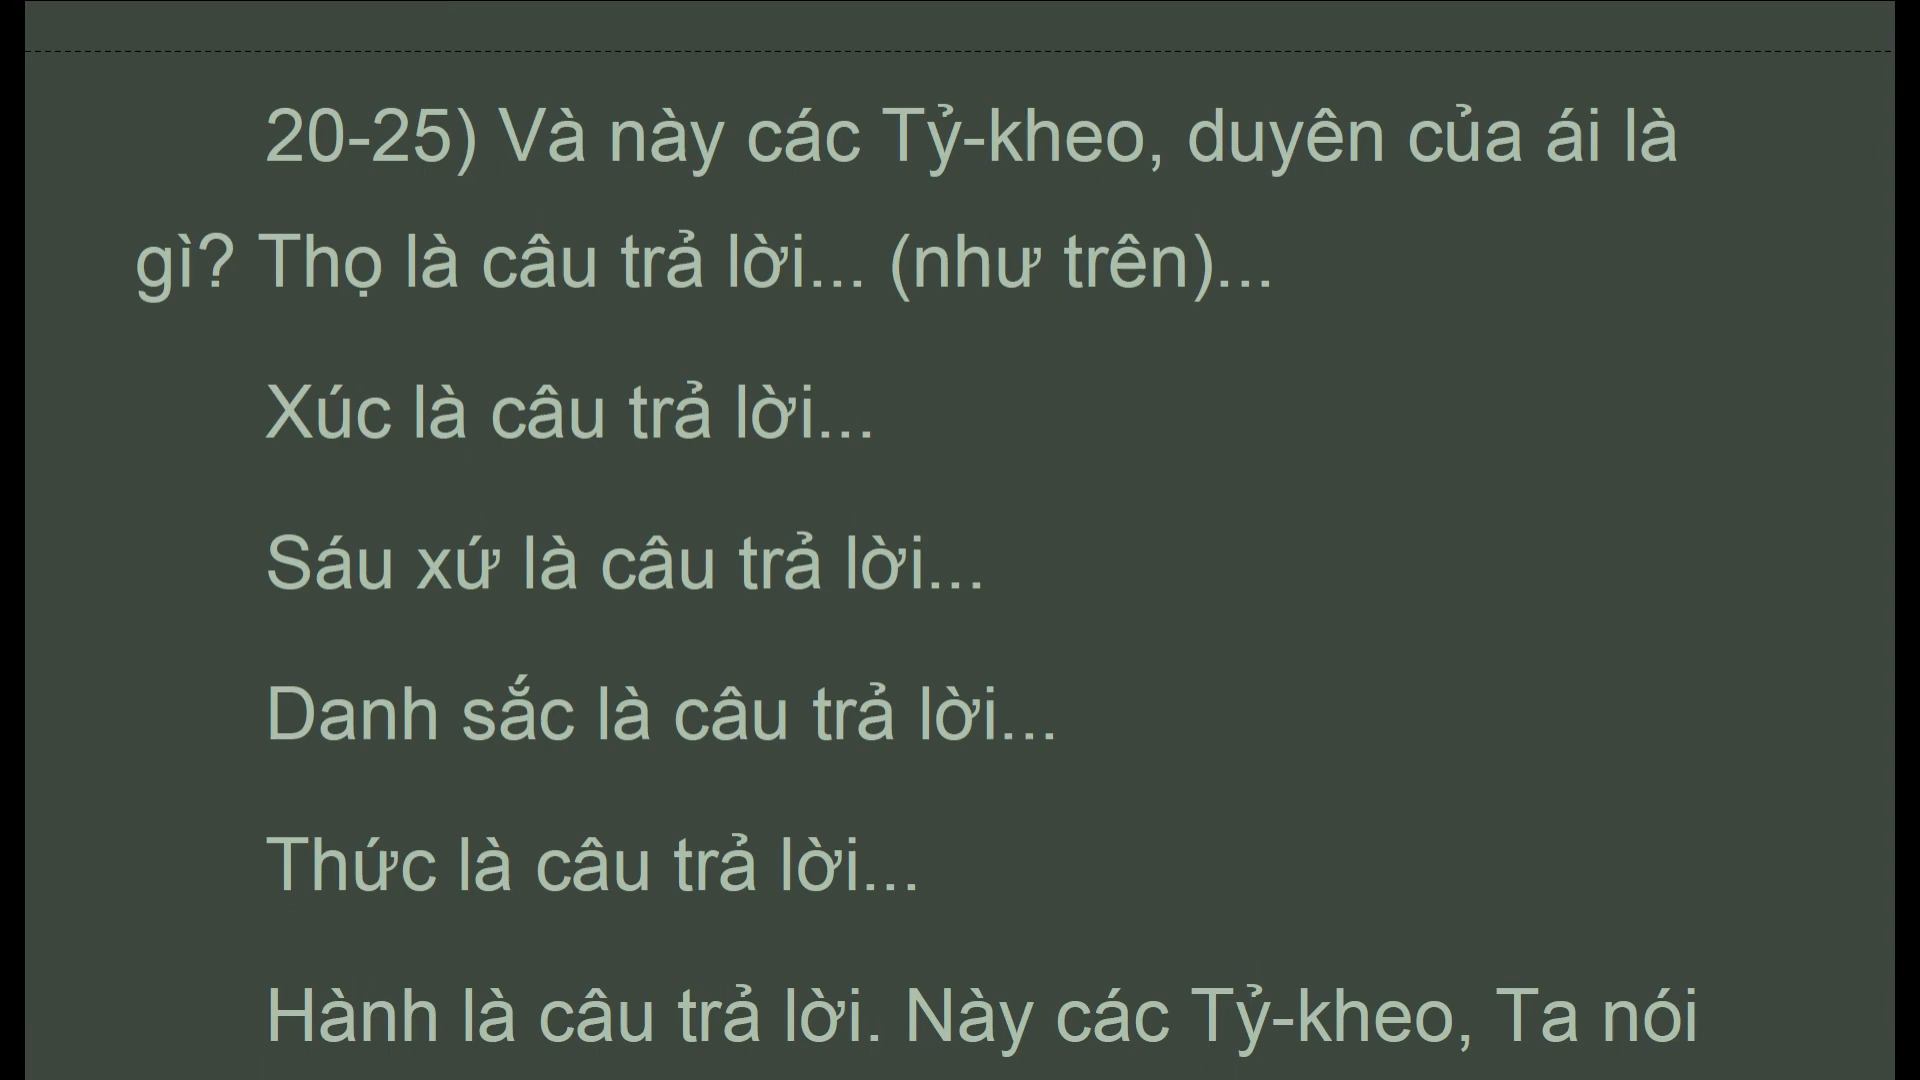 20-25) Và này các Tỷ-kheo, duyên của ái là
gì? Thọ là câu trả lời... (như trên)...
Xúc là câu trả lời...
Sáu xứ là câu trả lời...
Danh sắc là câu trả lời...
Thức là câu trả lời...
Hành là câu trả lời. Này các Tỷ-kheo, Ta nói